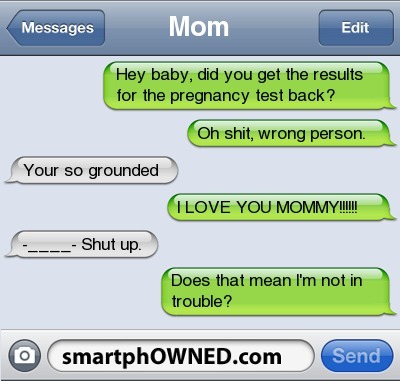 Messages
Mom
Edit
Hey baby, did you get the results
for the pregnancy test back?
Oh shit, wrong person.
Your so grounded
I LOVE YOU MOMMY!!!!!!
-____- Shut up.
Does that mean I'm not in
trouble?
smartphOWNED.com
Send